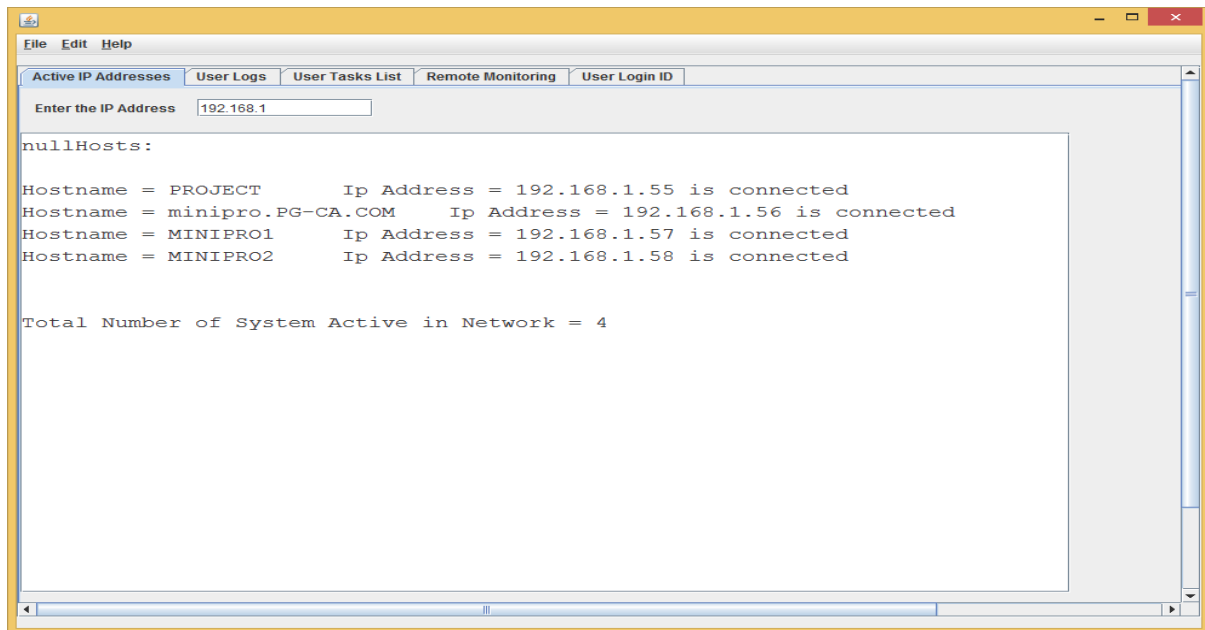 File Edit Help
Active IP Addresses User Logs User Tasks List Remote Monitoring User Login ID
Enter the IP Address 192.168.1
nullHosts:
Hostname = PROJECT Ip Address = 192.168.1.55 is connected
Hostname = minipro.PG-CA.COM Ip Address = 192.168.1.56 is connected
Hostname = MINIPRO1 Ip Address = 192.168.1.57 is connected
Hostname = MINIPRO2 Ip Address = 192.168.1.58 is connected
Total Number of System Active in Network = 4